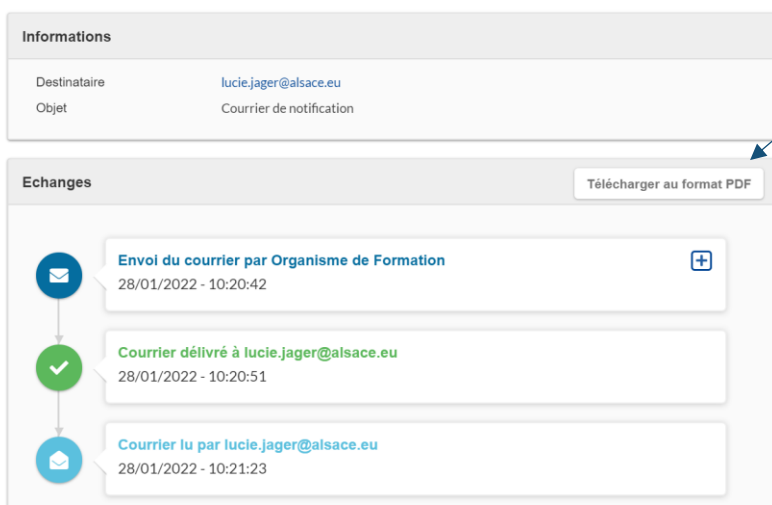 Informations
Destinataire lucie.jager@alsace.eu
Objet Courrier de notification
Echanges Télécharger au format PDF
Envoi du courrier par Organisme de Formation
28/01/2022 - 10:20:42
Courrier délivré à lucie.jager@alsace.eu
28/01/2022 - 10:20:51
Courrier lu par lucie.jager@alsace.eu
28/01/2022 - 10:21:23